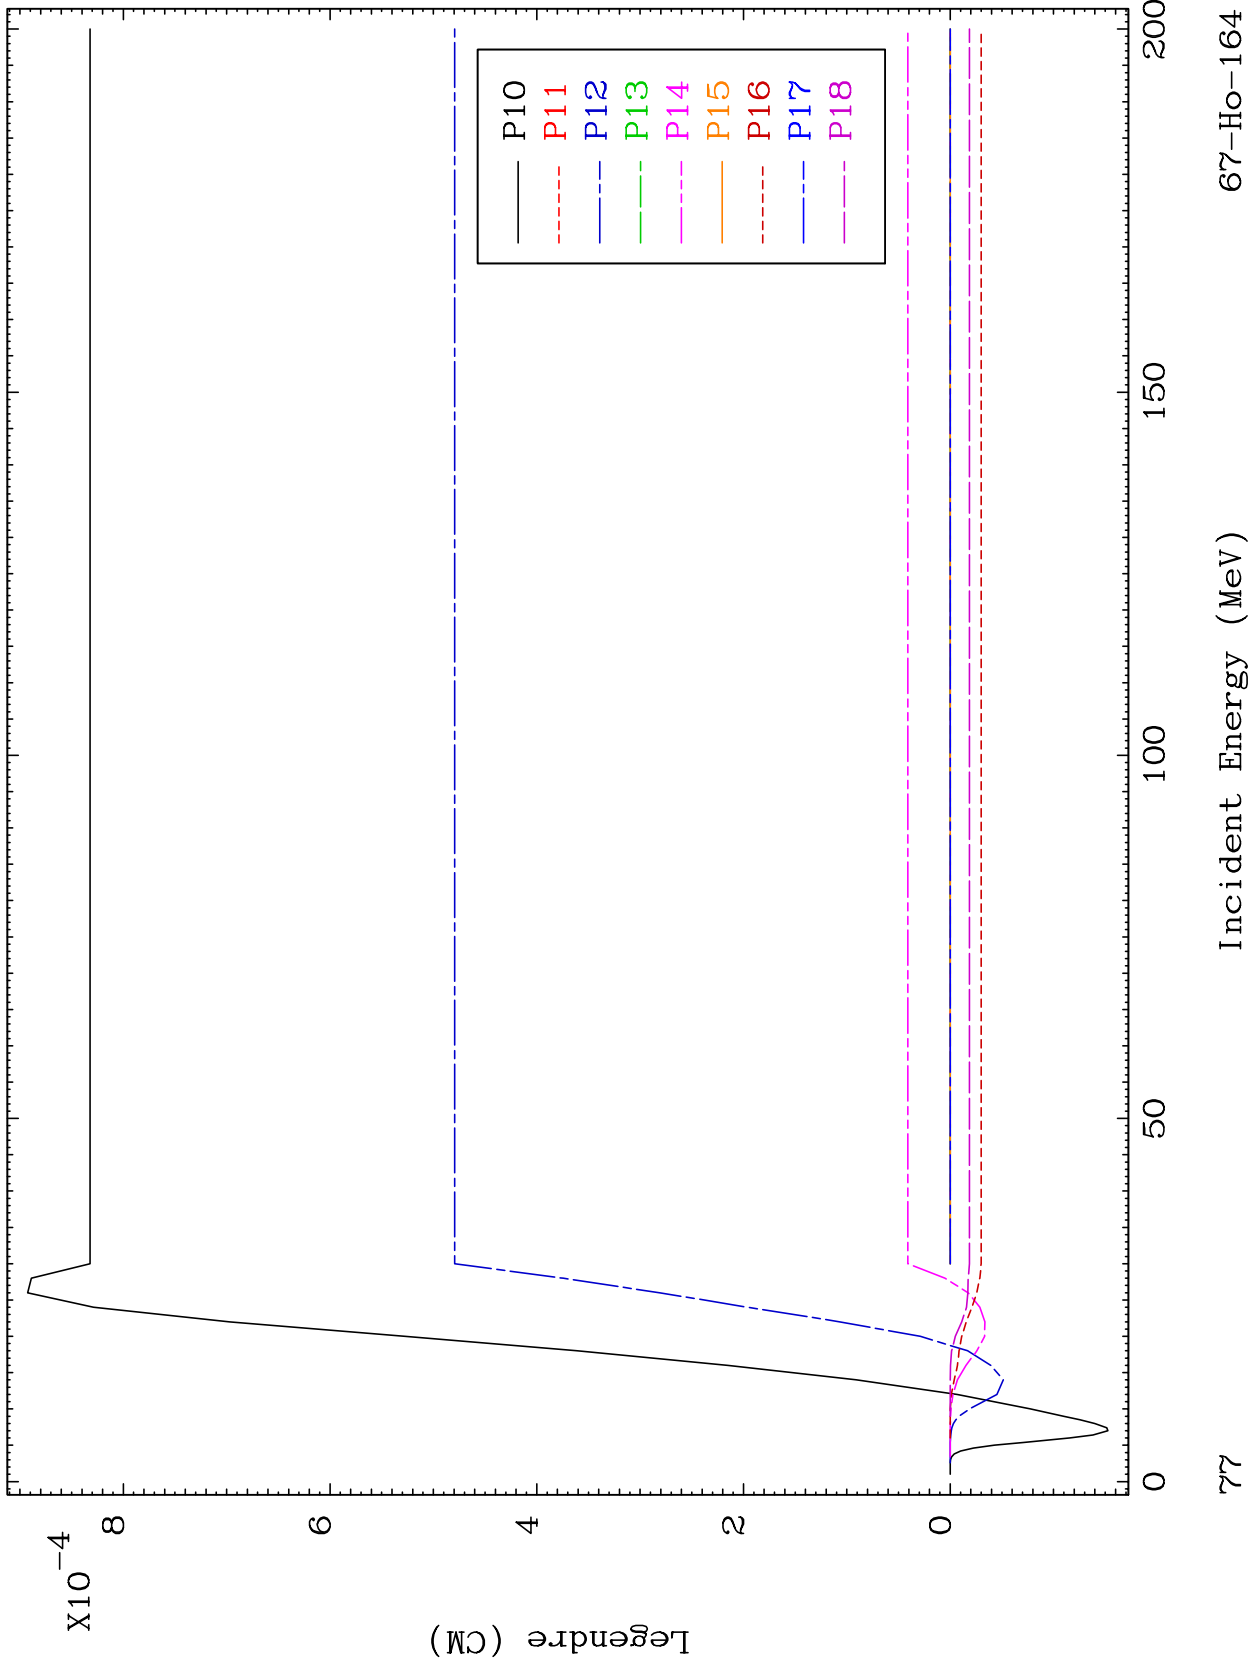 X10⁻⁴
8
6
4
2
0
Legendre (CM)
P10
P11
P12
P13
P14
P15
P16
P17
P18
0
50
100
150
200
77
Incident Energy (MeV)
67-Ho-164